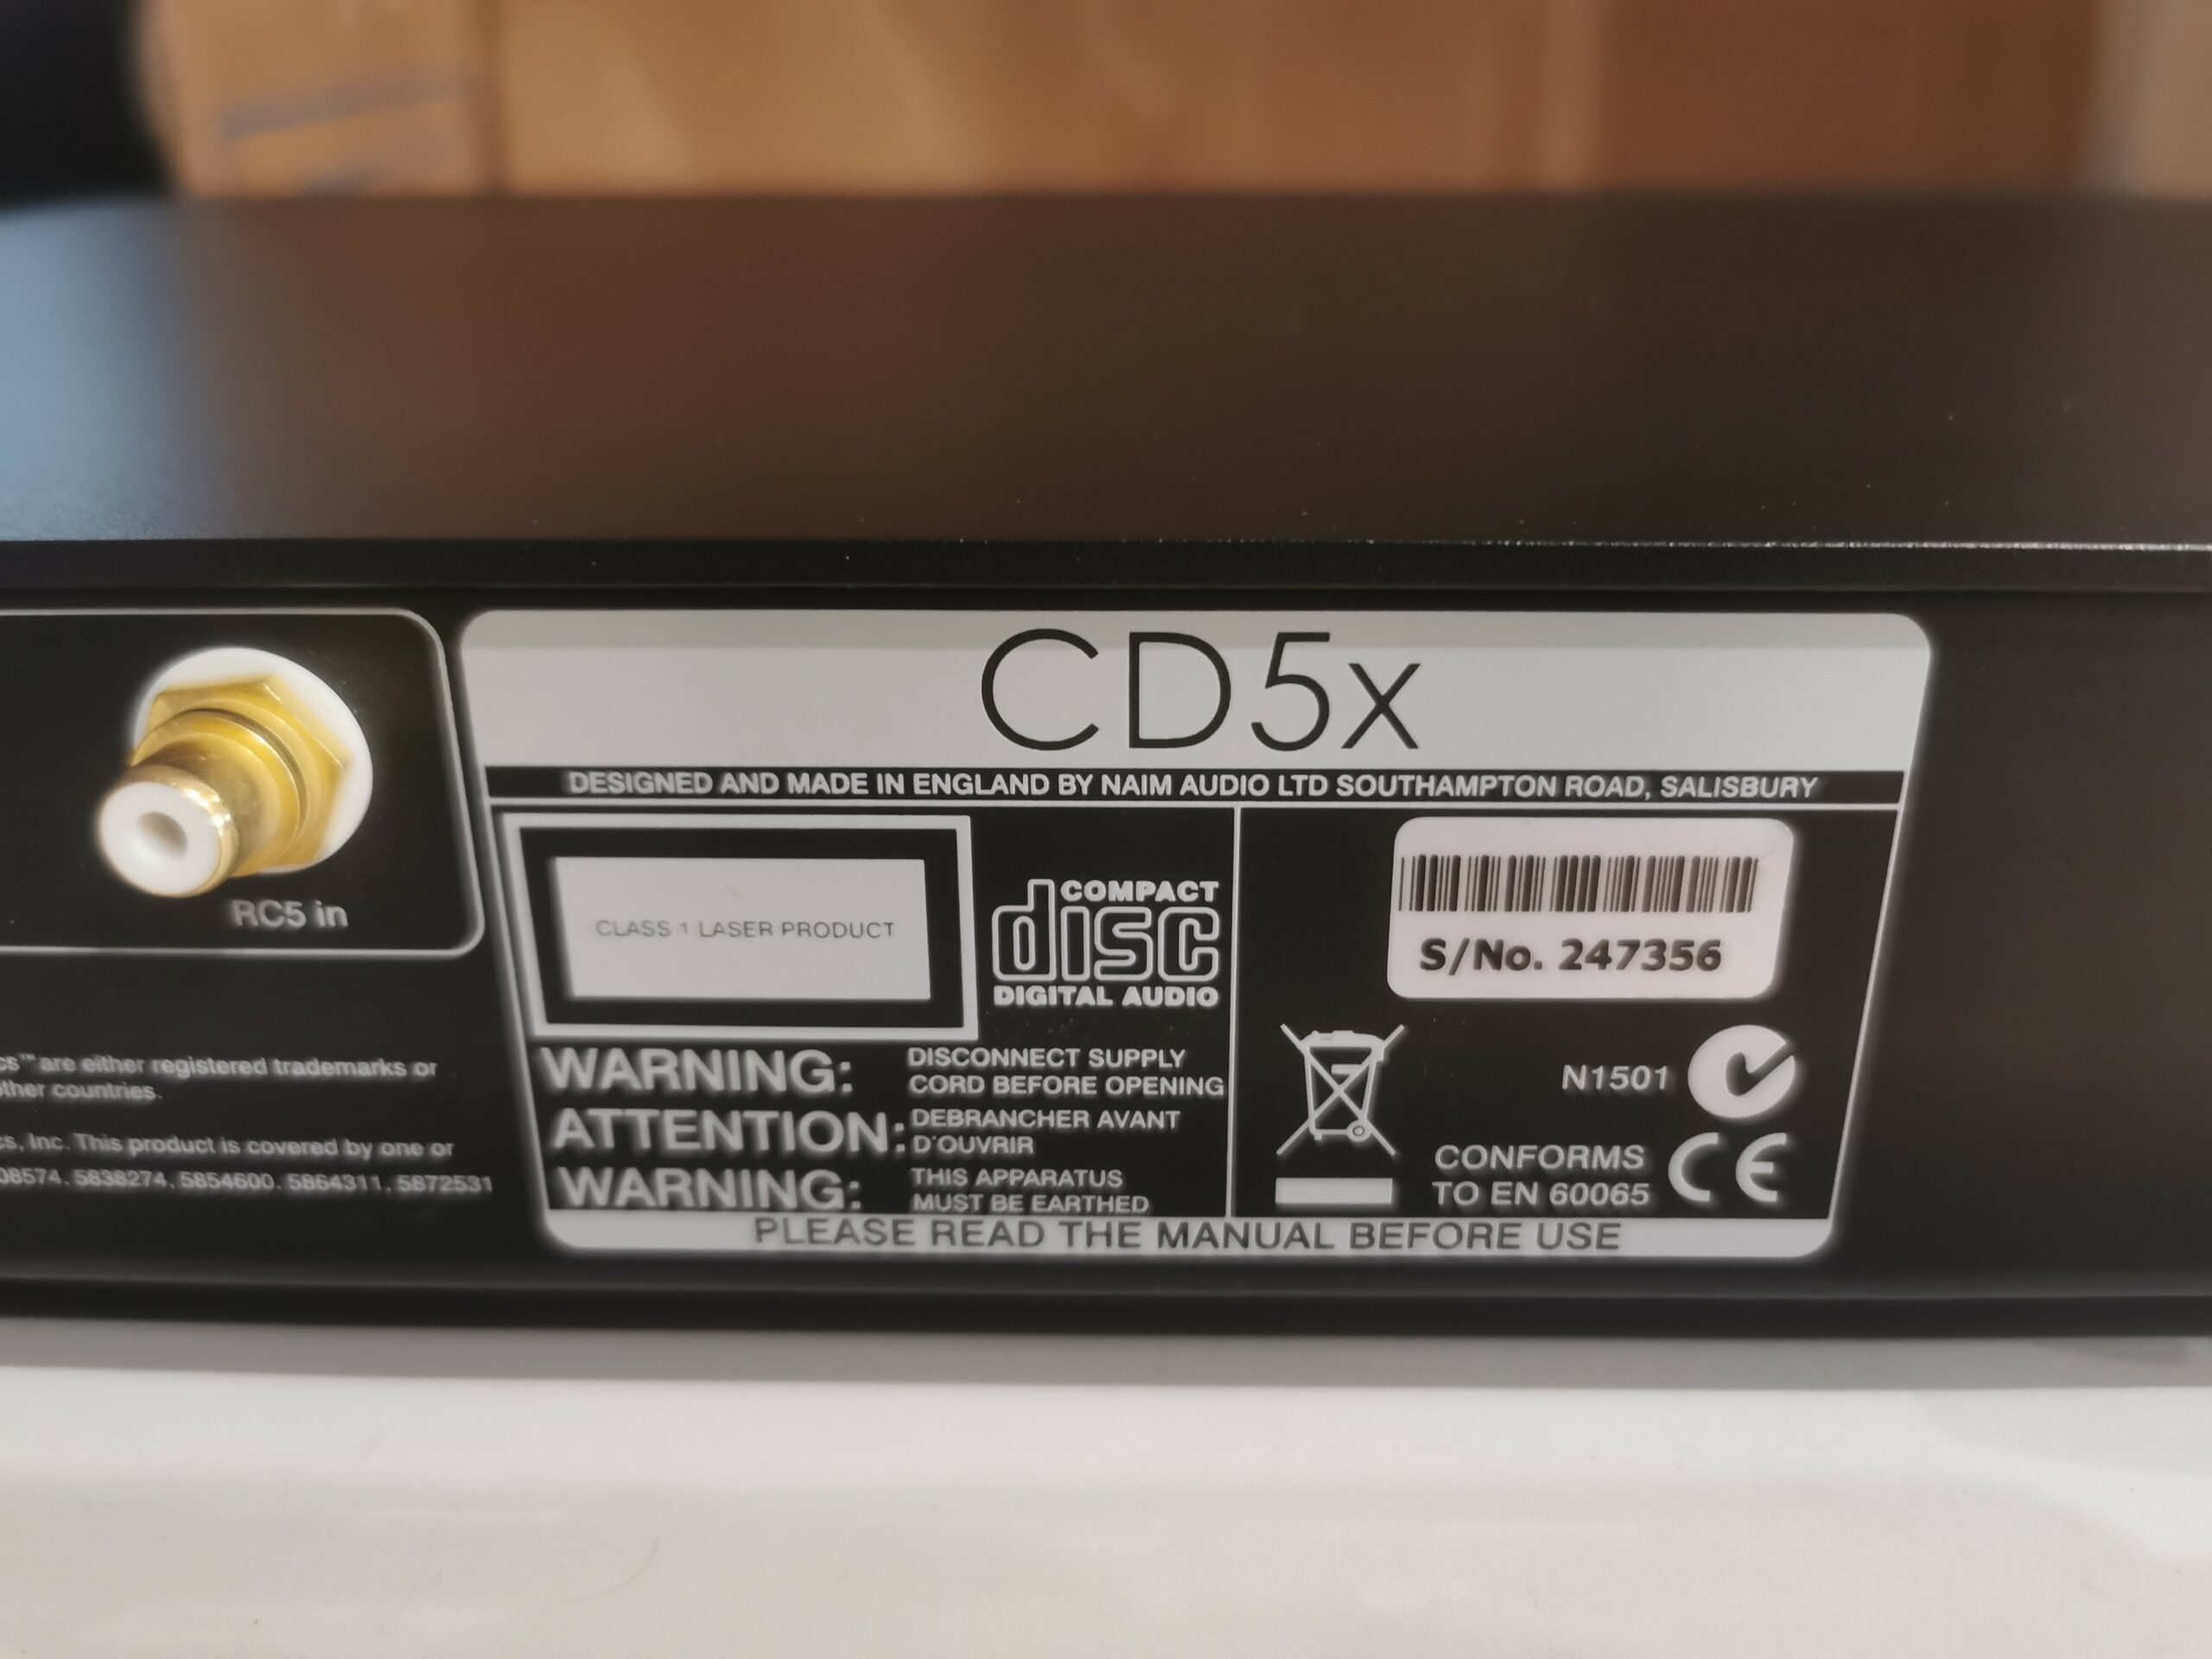 RC5 in
cs™ are either registered trademarks or
other countries.
cs, Inc. This product is covered by one or
08574, 5838274, 5854600, 5864311, 5872531
CD5x
DESIGNED AND MADE IN ENGLAND BY NAIM AUDIO LTD SOUTHAMPTON ROAD, SALISBURY
CLASS 1 LASER PRODUCT
COMPACT
disc
DIGITAL AUDIO
WARNING: DISCONNECT SUPPLY
CORD BEFORE OPENING
ATTENTION: DEBRANCHER AVANT
D'OUVRIR
WARNING: THIS APPARATUS
MUST BE EARTHED
S/No. 247356
N1501
CONFORMS
TO EN 60065
CE
PLEASE READ THE MANUAL BEFORE USE